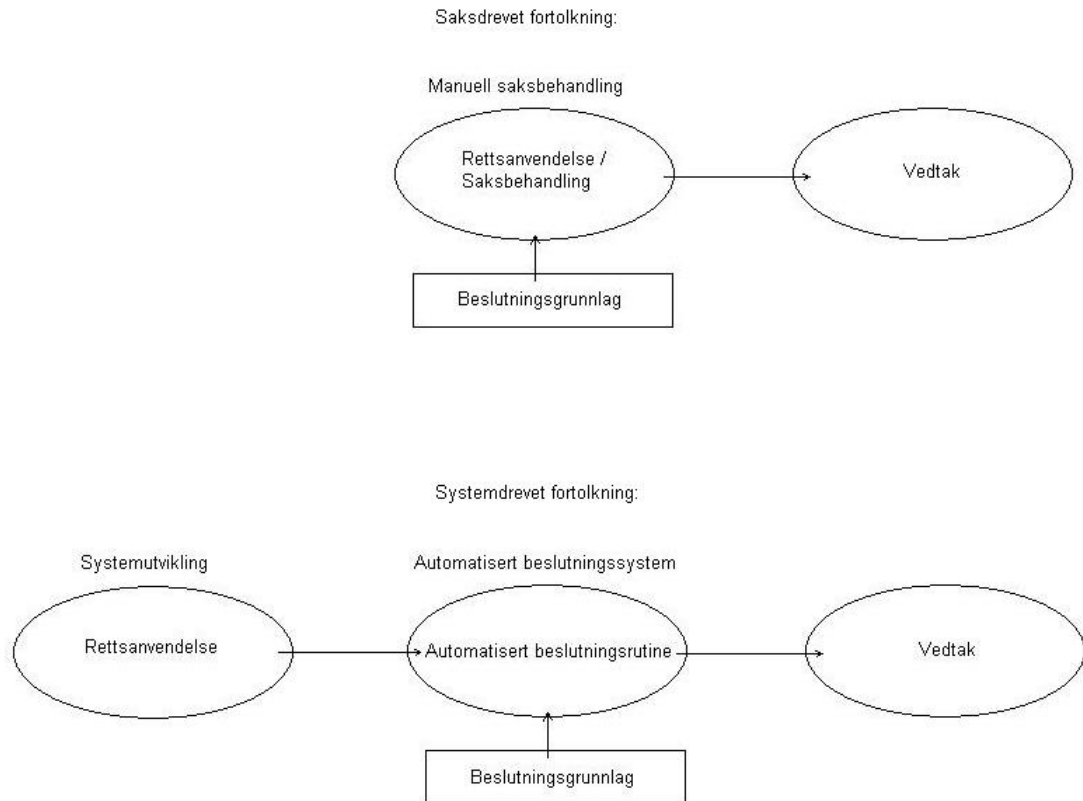 Saksdrevet fortolkning:
Manuell saksbehandling
Rettsanvendelse /
Saksbehandling
Vedtak
Beslutningsgrunnlag
Systemdrevet fortolkning:
Systemutvikling
Automatisert beslutningssystem
Rettsanvendelse
Automatisert beslutningsrutine
Vedtak
Beslutningsgrunnlag